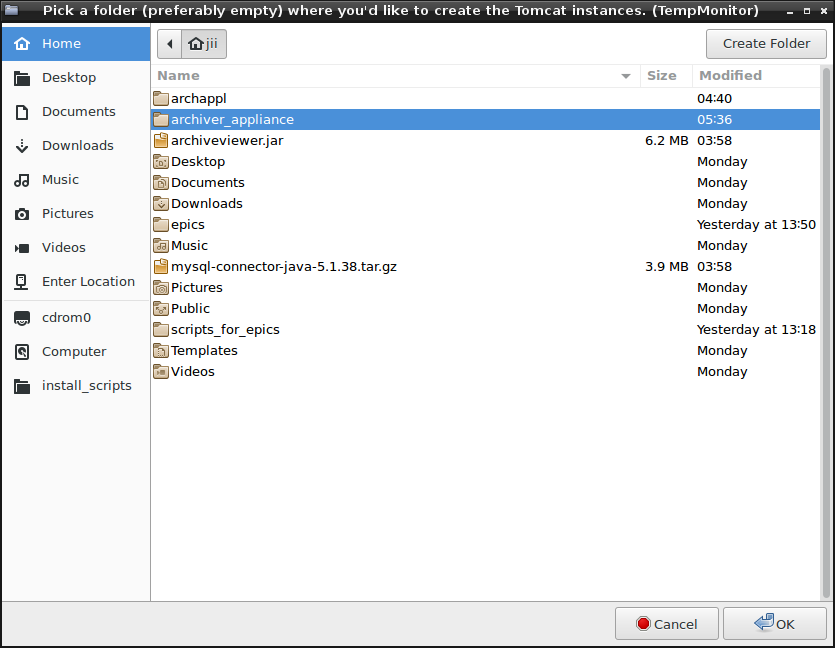 Pick a folder (preferably empty) where you'd like to create the Tomcat instances. (TempMonitor)
Home
Desktop
Documents
Downloads
Music
Pictures
Videos
Enter Location
cdrom0
Computer
install_scripts
jii
Create Folder
Name Size Modified
archappl 04:40
archiver_appliance 05:36
archiveviewer.jar 6.2 MB 03:58
Desktop Monday
Documents Monday
Downloads Monday
epics Yesterday at 13:50
Music Monday
mysql-connector-java-5.1.38.tar.gz 3.9 MB 03:58
Pictures Monday
Public Monday
scripts_for_epics Yesterday at 13:18
Templates Monday
Videos Monday
Cancel
OK